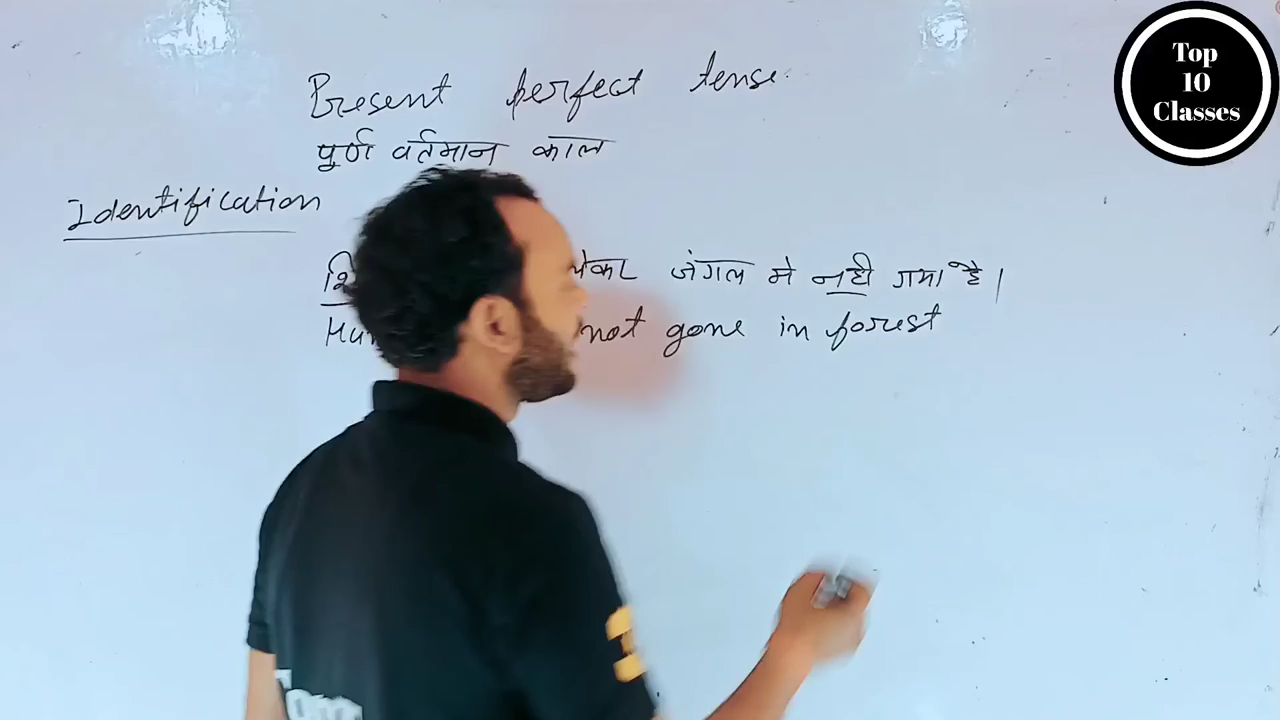 Top
10
Classes
Present perfect tense
पुर्ण वर्तमान काल
Identification
जंगल मे नही गया है।
not gone in forest